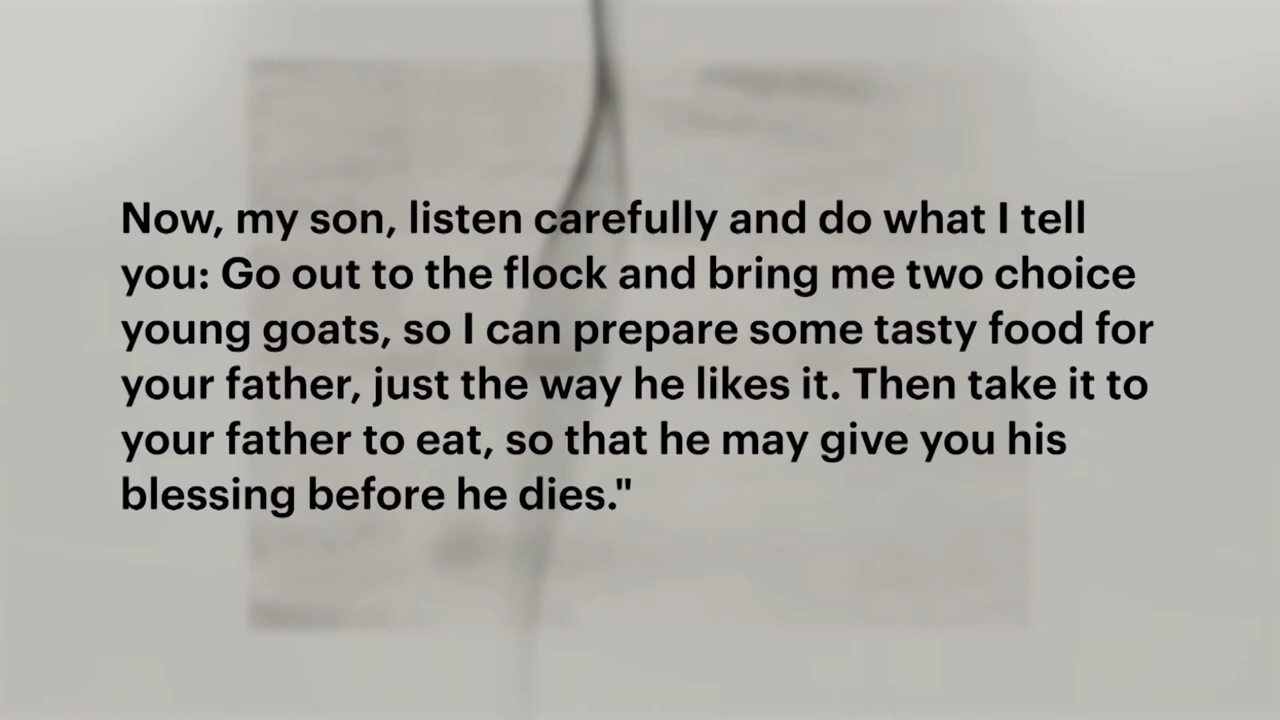 Now, my son, listen carefully and do what I tell
you: Go out to the flock and bring me two choice
young goats, so I can prepare some tasty food for
your father, just the way he likes it. Then take it to
your father to eat, so that he may give you his
blessing before he dies."